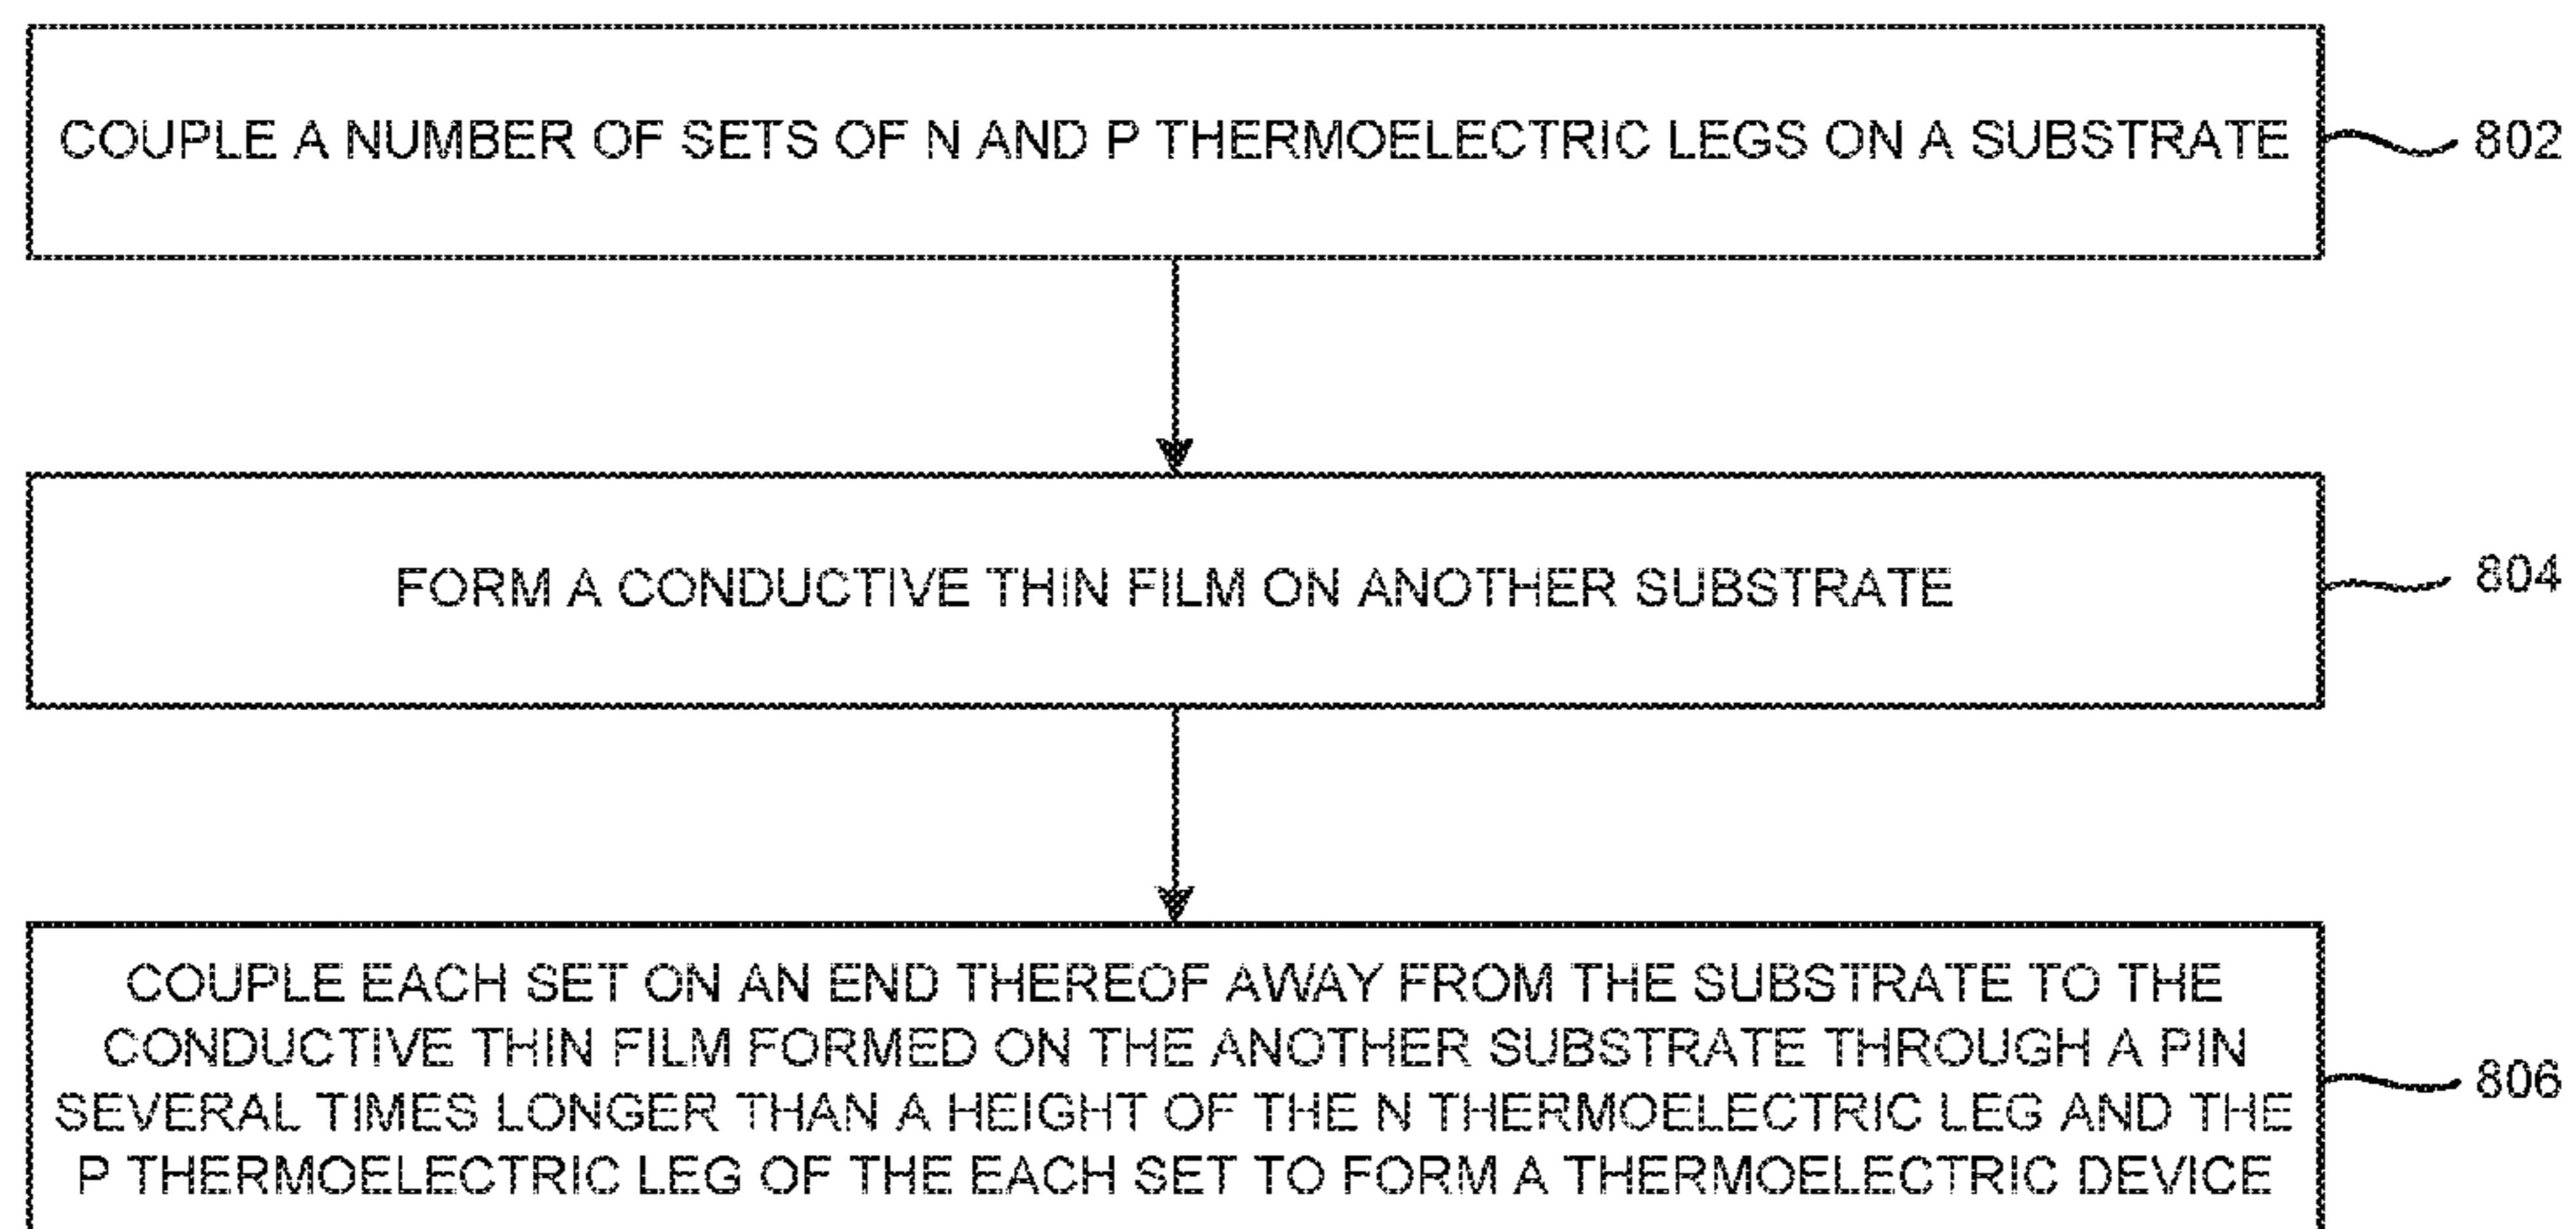 COUPLE A NUMBER OF SETS OF N AND P THERMOELECTRIC LEGS ON A SUBSTRATE
802
FORM A CONDUCTIVE THIN FILM ON ANOTHER SUBSTRATE
804
COUPLE EACH SET ON AN END THEREOF AWAY FROM THE SUBSTRATE TO THE
CONDUCTIVE THIN FILM FORMED ON THE ANOTHER SUBSTRATE THROUGH A PIN
SEVERAL TIMES LONGER THAN A HEIGHT OF THE N THERMOELECTRIC LEG AND THE
P THERMOELECTRIC LEG OF THE EACH SET TO FORM A THERMOELECTRIC DEVICE
806